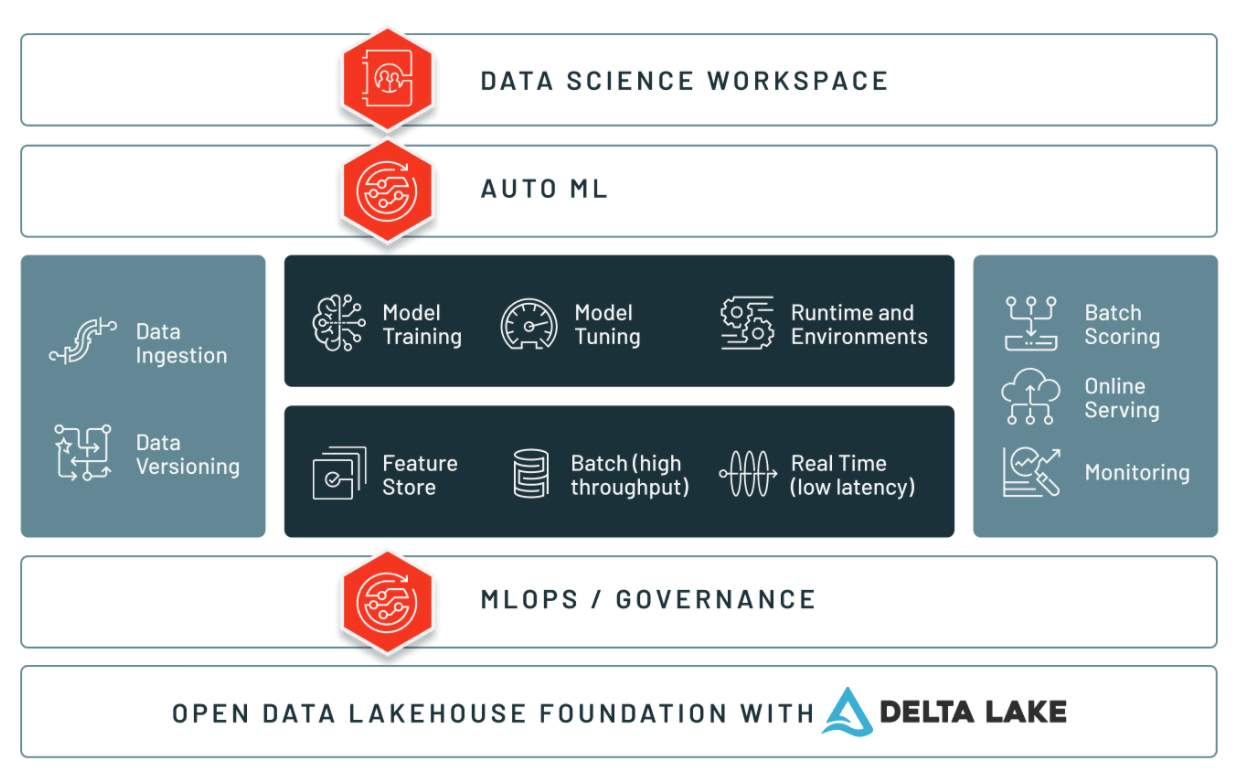 DATA SCIENCE WORKSPACE
AUTO ML
Data
Ingestion
Data
Versioning
Model
Training
Model
Tuning
Runtime and
Environments
Feature
Store
Batch (high
throughput)
Real Time
(low latency)
Batch
Scoring
Online
Serving
Monitoring
MLOPS / GOVERNANCE
OPEN DATA LAKEHOUSE FOUNDATION WITH DELTA LAKE